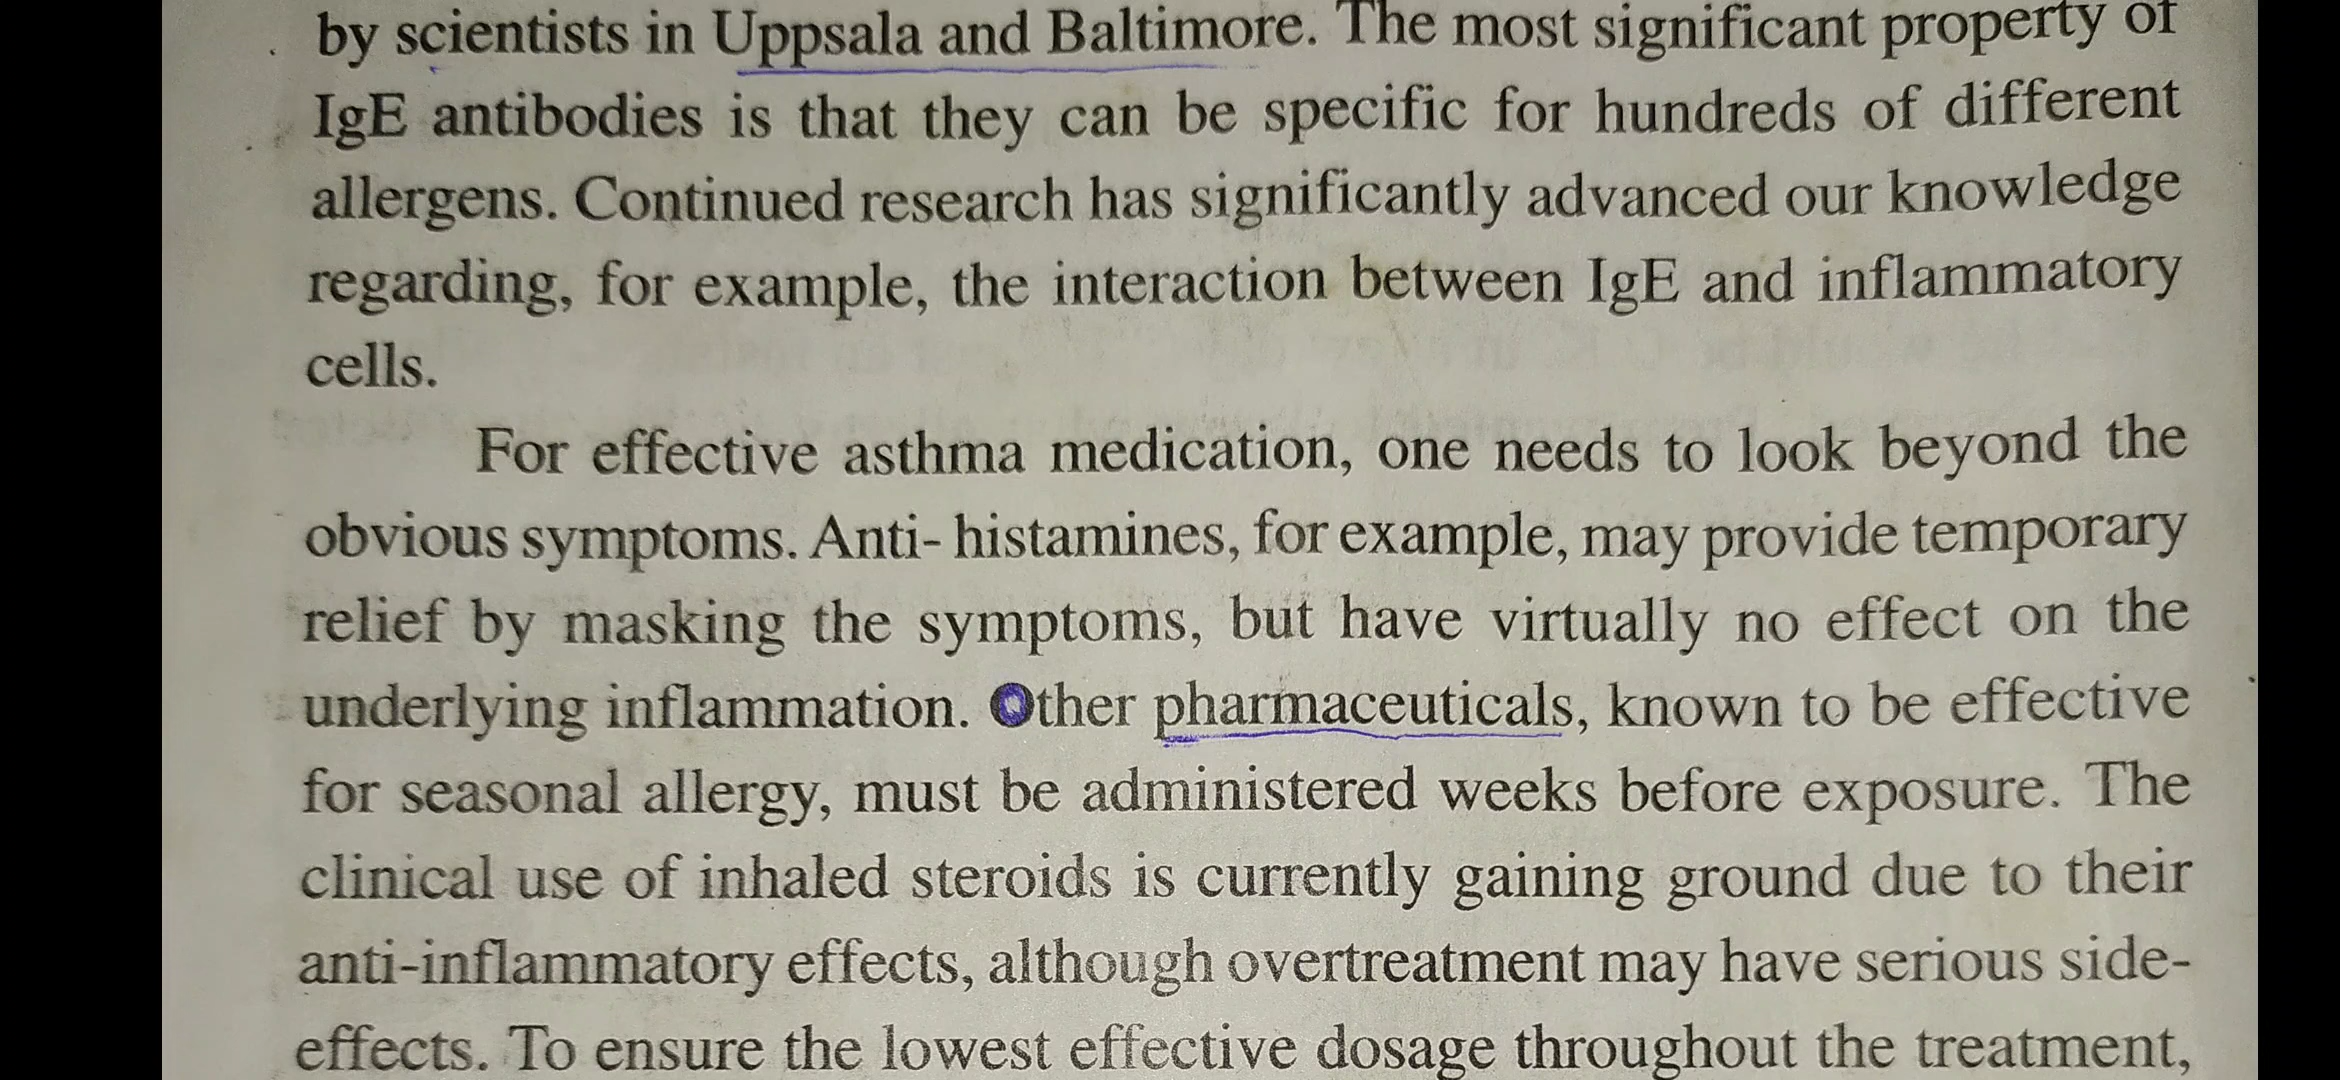 by scientists in Uppsala and Baltimore. The most significant property of
IgE antibodies is that they can be specific for hundreds of different
allergens. Continued research has significantly advanced our knowledge
regarding, for example, the interaction between IgE and inflammatory
cells.
For effective asthma medication, one needs to look beyond the
obvious symptoms. Anti- histamines, for example, may provide temporary
relief by masking the symptoms, but have virtually no effect on the
underlying inflammation. Other pharmaceuticals, known to be effective
for seasonal allergy, must be administered weeks before exposure. The
clinical use of inhaled steroids is currently gaining ground due to their
anti-inflammatory effects, although overtreatment may have serious side-
effects. To ensure the lowest effective dosage throughout the treatment,